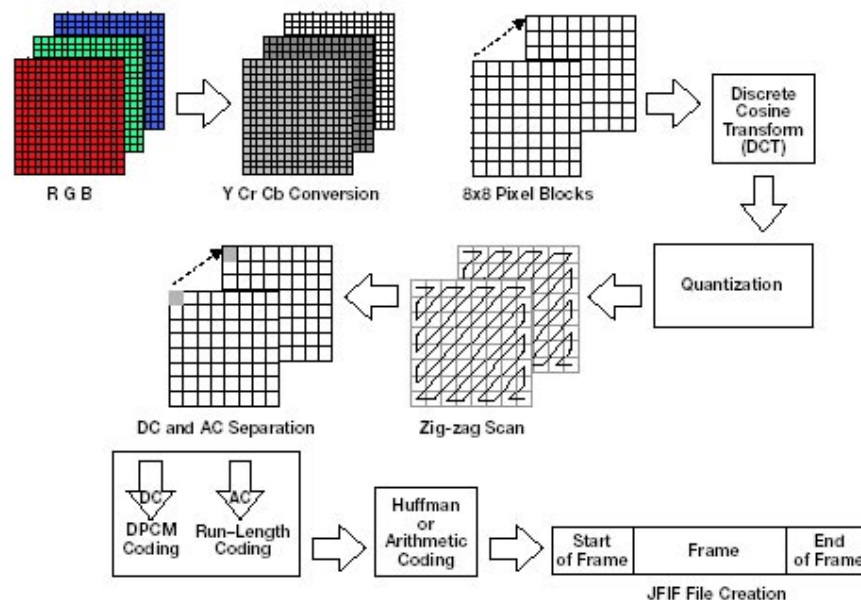 R G B
Y Cr Cb Conversion
8x8 Pixel Blocks
Discrete
Cosine
Transform
(DCT)
Quantization
Zig-zag Scan
DC and AC Separation
DC
DPCM
Coding
AC
Run-Length
Coding
Huffman
or
Arithmetic
Coding
Start
of Frame
Frame
End
of Frame
JFIF File Creation